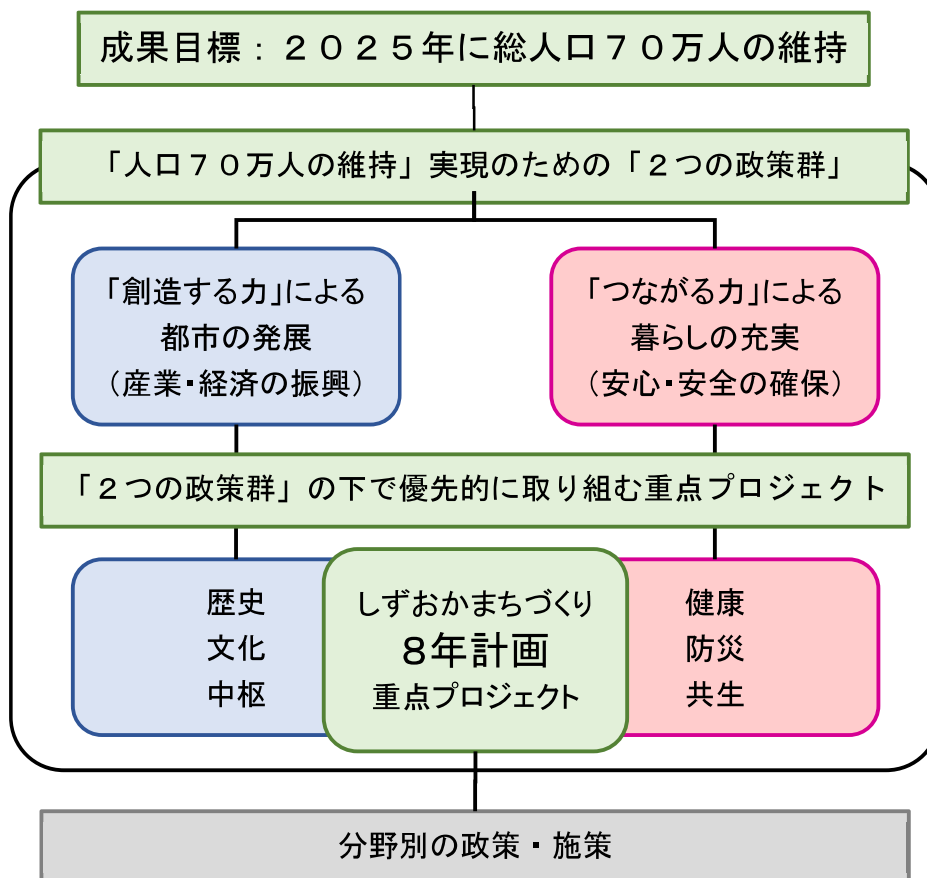 成果目標：２０２５年に総人口７０万人の維持
「人口７０万人の維持」実現のための「２つの政策群」
「創造する力」による
都市の発展
（産業・経済の振興）
「つながる力」による
暮らしの充実
（安心・安全の確保）
「２つの政策群」の下で優先的に取り組む重点プロジェクト
歴史
文化
中枢
しずおかまちづくり
８年計画
重点プロジェクト
健康
防災
共生
分野別の政策・施策